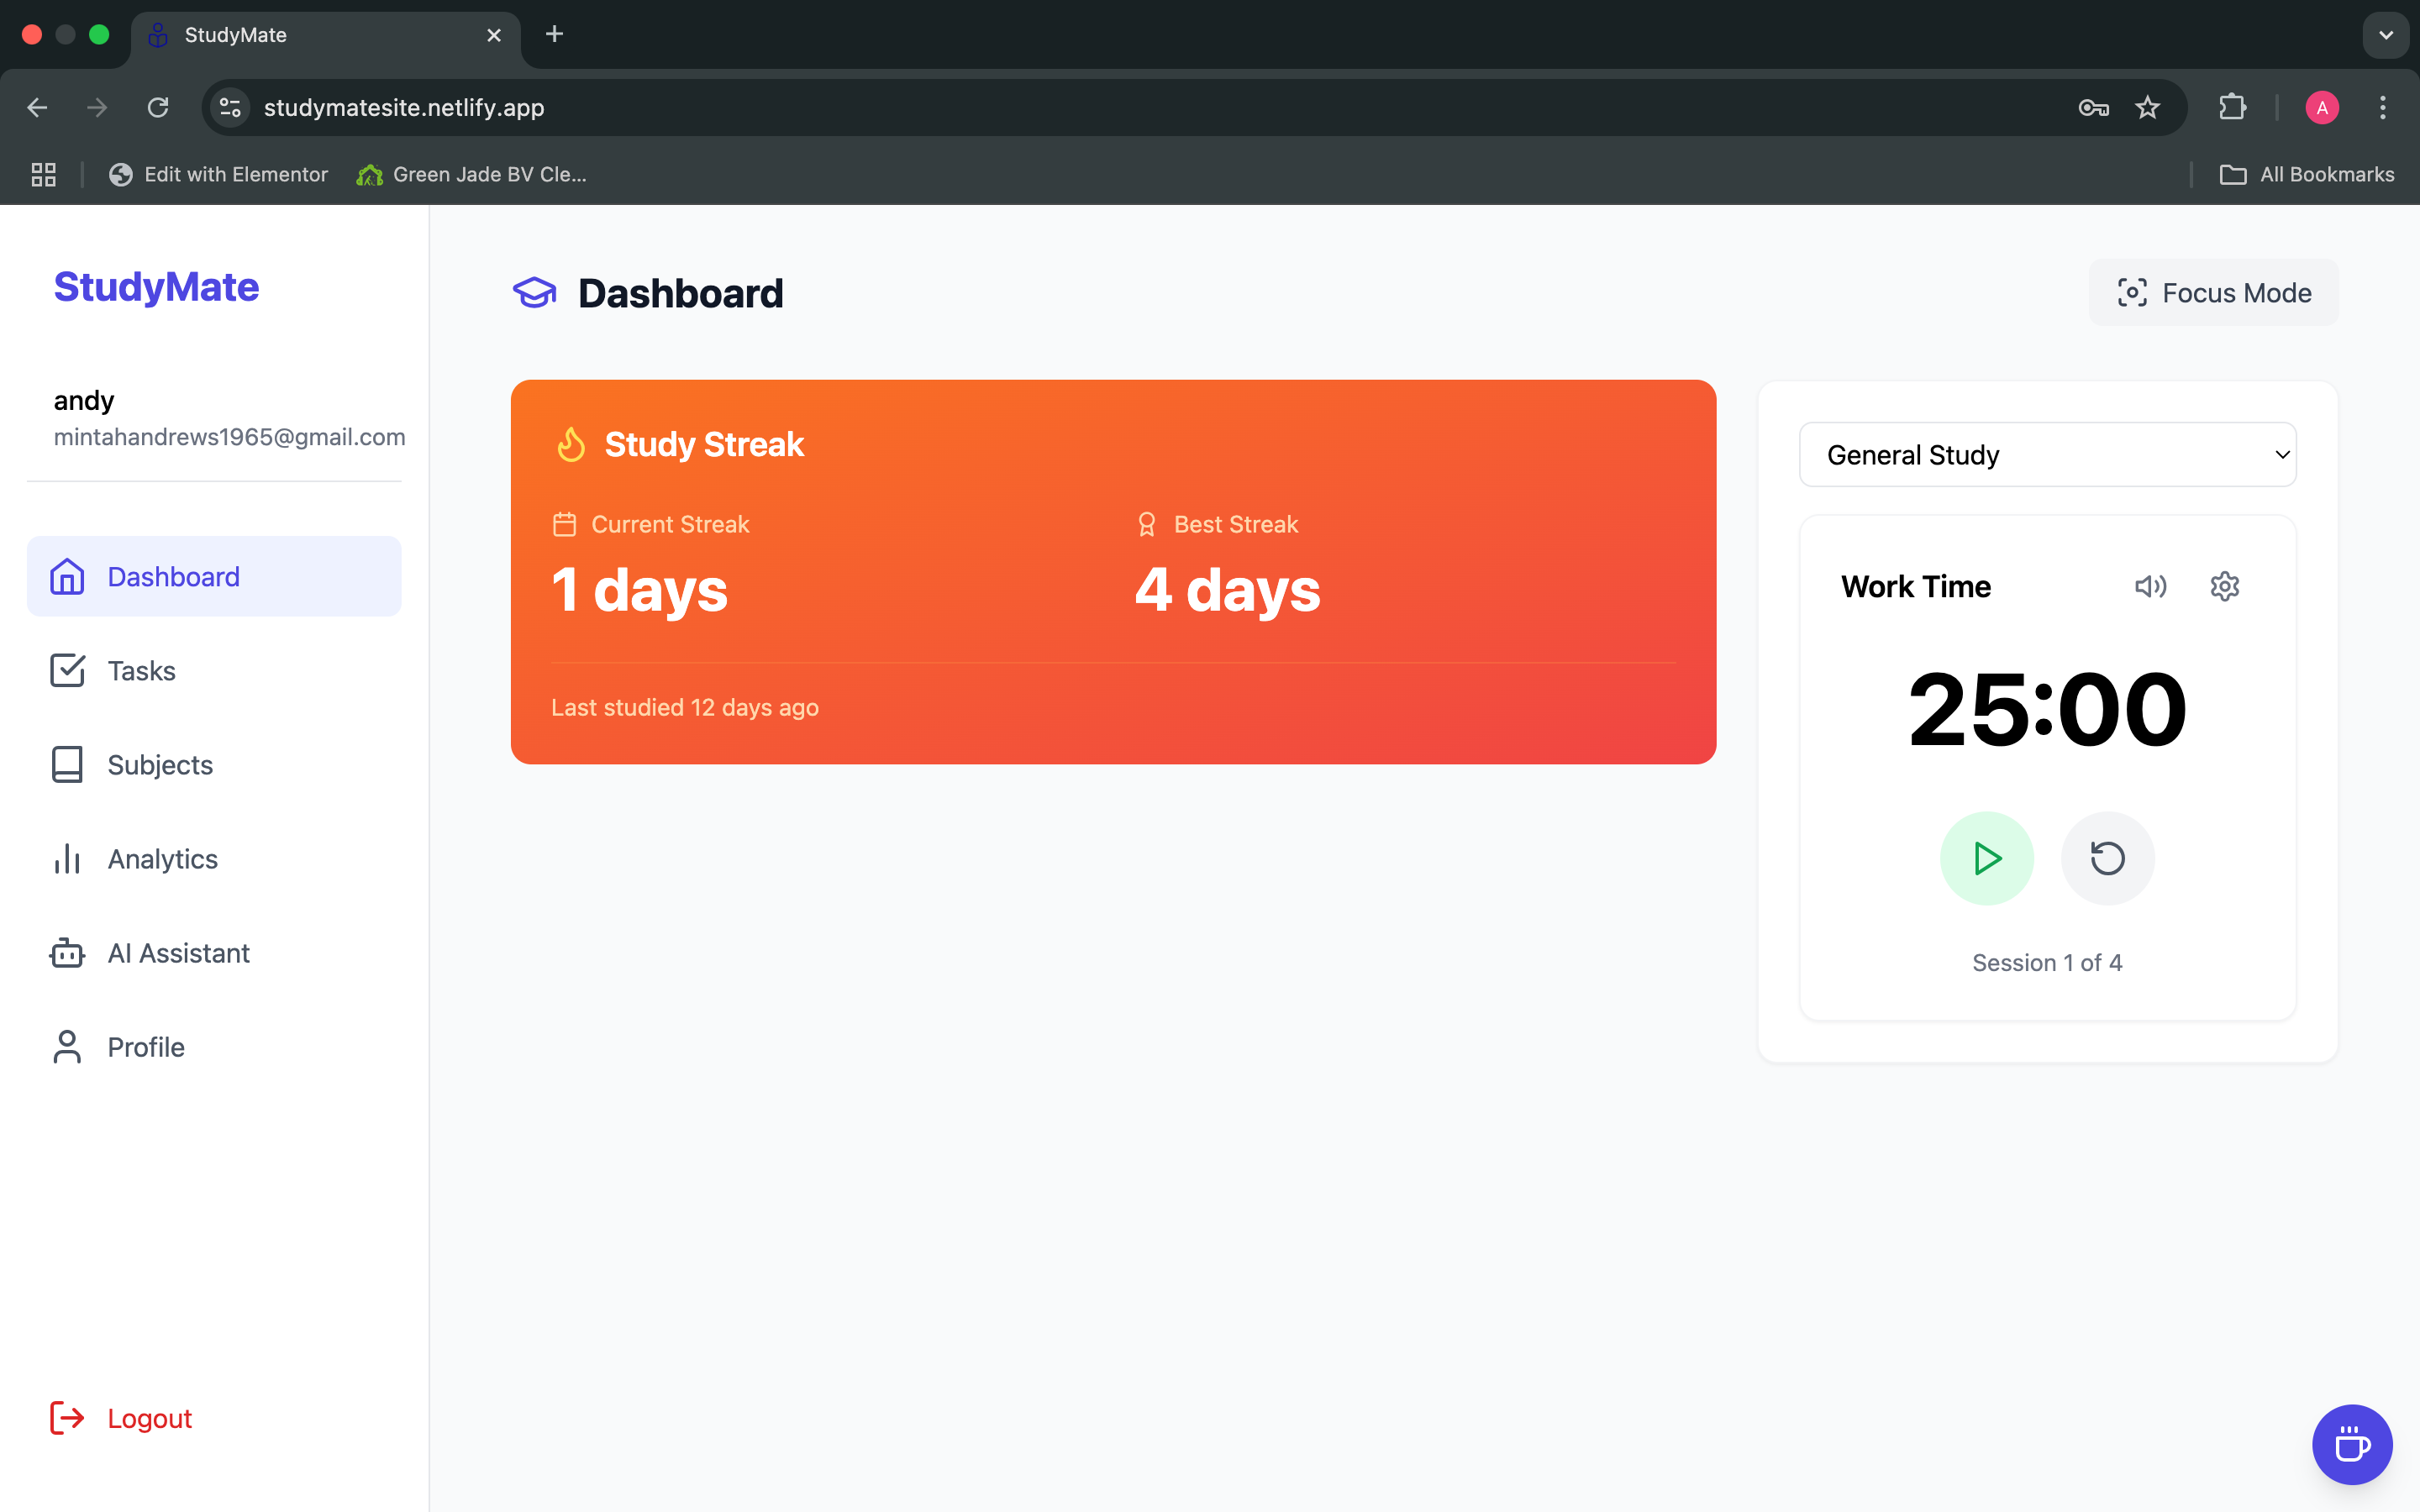 StudyMate
studymatesite.netlify.app
A
Edit with Elementor
Green Jade BV Cle...
All Bookmarks
StudyMate
andy
mintahandrews1965@gmail.com
Dashboard
Tasks
Subjects
Analytics
AI Assistant
Profile
Logout
Dashboard
Focus Mode
Study Streak
Current Streak
1 days
Best Streak
4 days
Last studied 12 days ago
General Study
Work Time
25:00
Session 1 of 4